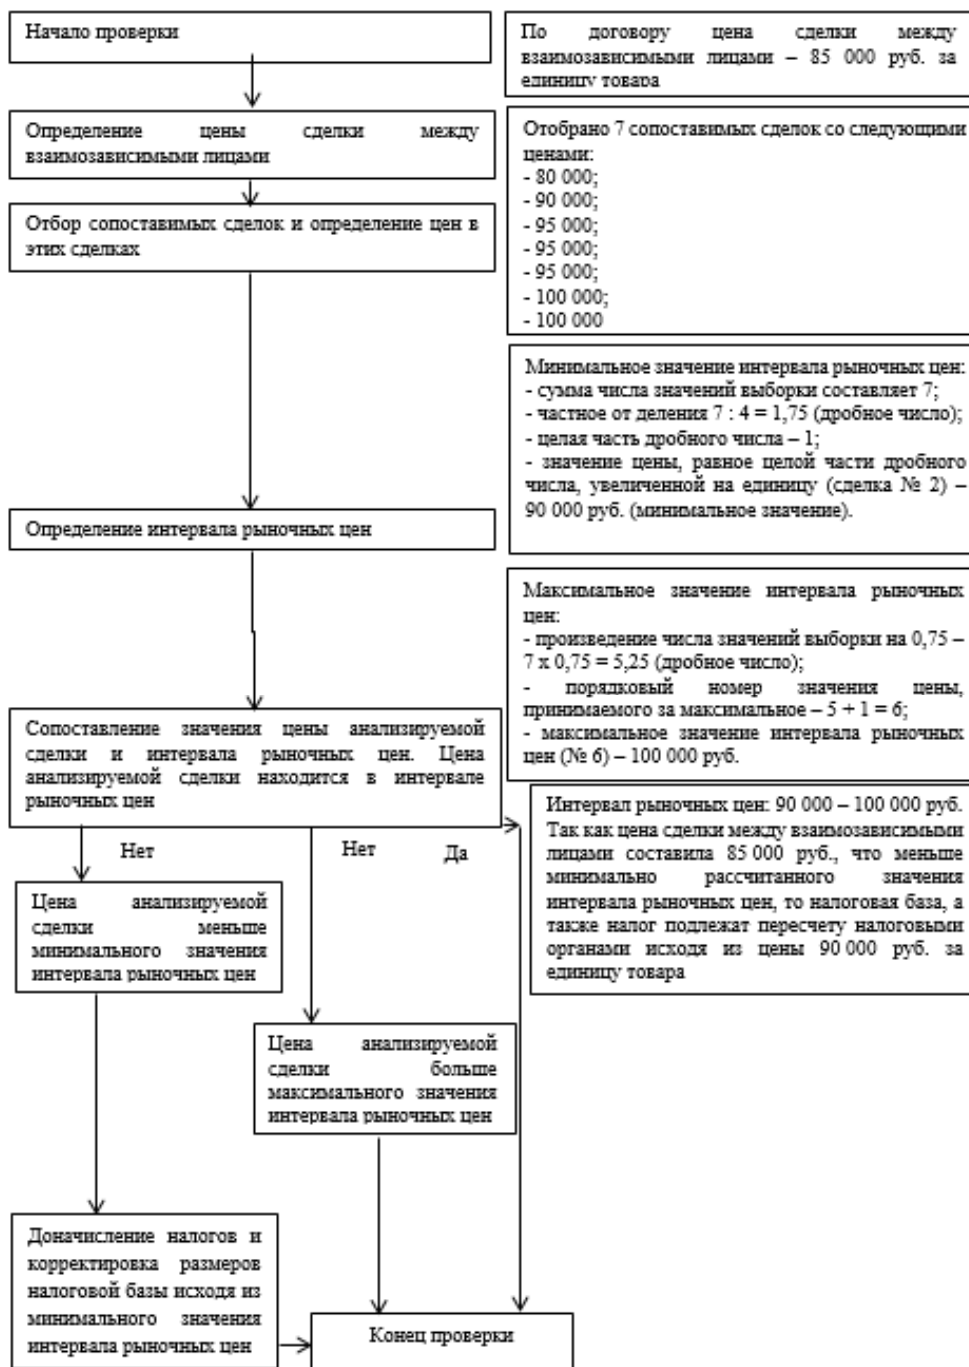 Начало проверки
По договору цена сделки между
взаимозависимыми лицами – 85 000 руб. за
единицу товара
Определение цены сделки между
взаимозависимыми лицами
Отобрано 7 сопоставимых сделок со следующими
ценами:
- 80 000;
- 90 000;
- 95 000;
- 95 000;
- 95 000;
- 100 000;
- 100 000
Отбор сопоставимых сделок и определение цен в
этих сделках
Минимальное значение интервала рыночных цен:
- сумма числа значений выборки составляет 7;
- частное от деления 7 : 4 = 1,75 (дробное число);
- целая часть дробного числа – 1;
- значение цены, равное целой части дробного
числа, увеличенной на единицу (сделка № 2) –
90 000 руб. (минимальное значение).
Определение интервала рыночных цен
Максимальное значение интервала рыночных
цен:
- произведение числа значений выборки на 0,75 –
7 х 0,75 = 5,25 (дробное число);
- порядковый номер значения цены,
принимаемого за максимальное – 5 + 1 = 6;
- максимальное значение интервала рыночных
цен (№ 6) – 100 000 руб.
Сопоставление значения цены анализируемой
сделки и интервала рыночных цен. Цена
анализируемой сделки находится в интервале
рыночных цен
Интервал рыночных цен: 90 000 – 100 000 руб.
Так как цена сделки между взаимозависимыми
лицами составила 85 000 руб., что меньше
минимально рассчитанного значения
интервала рыночных цен, то налоговая база, а
также налог подлежат пересчету налоговыми
органами исходя из цены 90 000 руб. за
единицу товара
Нет
Нет
Да
Цена анализируемой
сделки меньше
минимального значения
интервала рыночных цен
Цена анализируемой
сделки больше
максимального значения
интервала рыночных цен
Доначисление налогов и
корректировка размеров
налоговой базы исходя из
минимального значения
интервала рыночных цен
Конец проверки